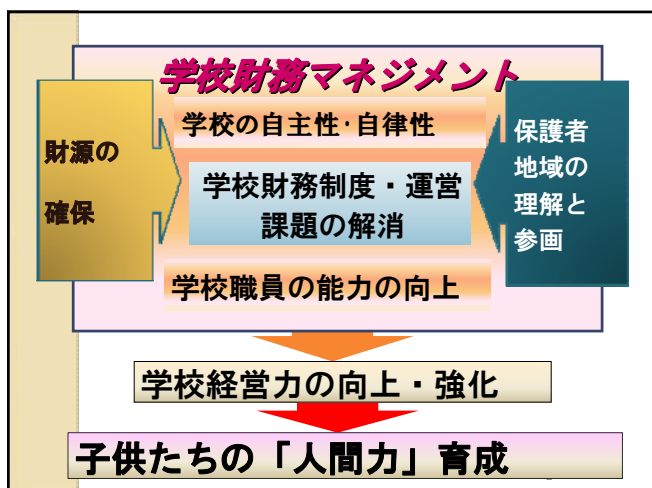 学校財務マネジメント
財源の
確保
学校の自主性・自律性
学校財務制度・運営
課題の解消
学校職員の能力の向上
保護者
地域の
理解と
参画
学校経営力の向上・強化
子供たちの「人間力」育成